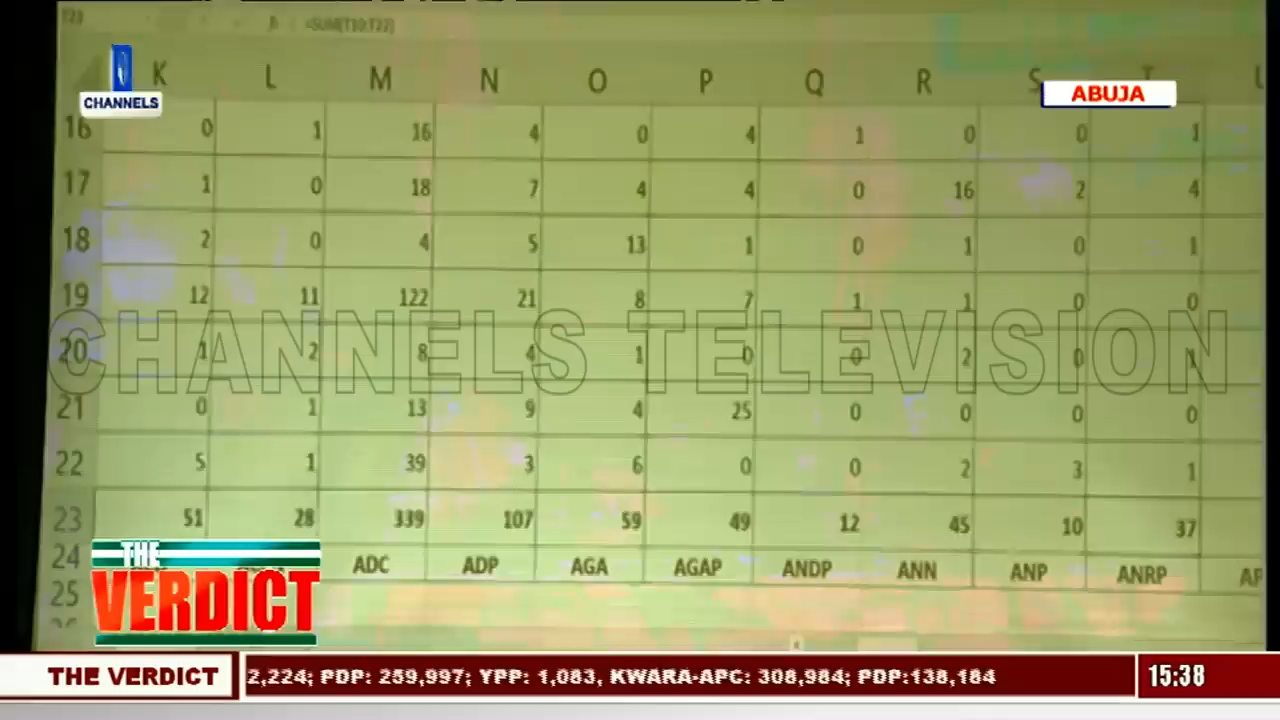 T23 =SUM(T10:T22)
K L M N O P Q R S T
CHANNELS
ABUJA
16 0 1 16 4 0 4 1 0 0 1
17 1 0 18 7 4 4 0 16 2 4
18 2 0 4 5 13 1 0 1 0 1
19 12 11 122 21 8 7 1 1 0 0
CHANNELS TELEVISION
20 1 2 8 4 1 0 0 2 0 1
21 0 1 13 9 4 25 0 0 0 0
22 5 1 39 3 6 0 0 2 3 1
23 51 28 339 107 59 49 12 45 10 37
24 ADC ADP AGA AGAP ANDP ANN ANP ANRP
25
THE
VERDICT
THE VERDICT 2,224; PDP: 259,997; YPP: 1,083, KWARA-APC: 308,984; PDP:138,184 15:38